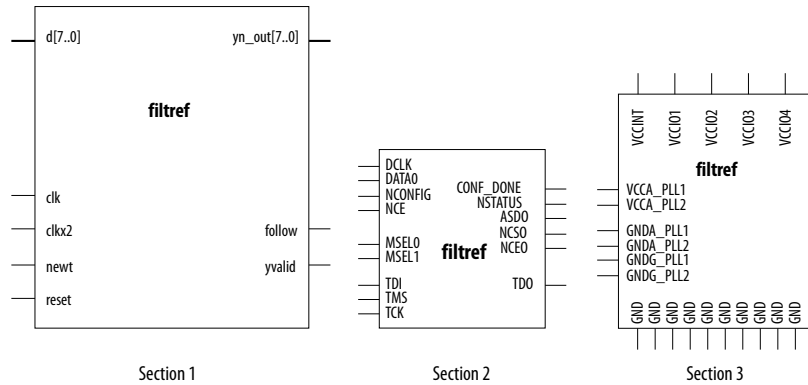 d[7..0] yn_out[7..0]
filtref
clk
clkx2 follow
newt yvalid
reset
Section 1
DCLK
DATA0
NCONFIG
NCE
MSEL0
MSEL1
TDI
TMS
TCK
CONF_DONE
NSTATUS
ASDO
NCSO
NCEO
filtref
TDO
Section 2
VCCINT VCCIO1 VCCIO2 VCCIO3 VCCIO4
filtref
VCCA_PLL1
VCCA_PLL2
GNDA_PLL1
GNDA_PLL2
GNDG_PLL1
GNDG_PLL2
GND GND GND GND GND GND GND GND GND GND
Section 3